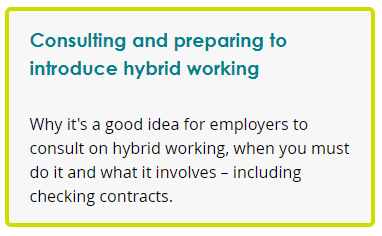 Consulting and preparing to
introduce hybrid working
Why it's a good idea for employers to
consult on hybrid working, when you must
do it and what it involves – including
checking contracts.